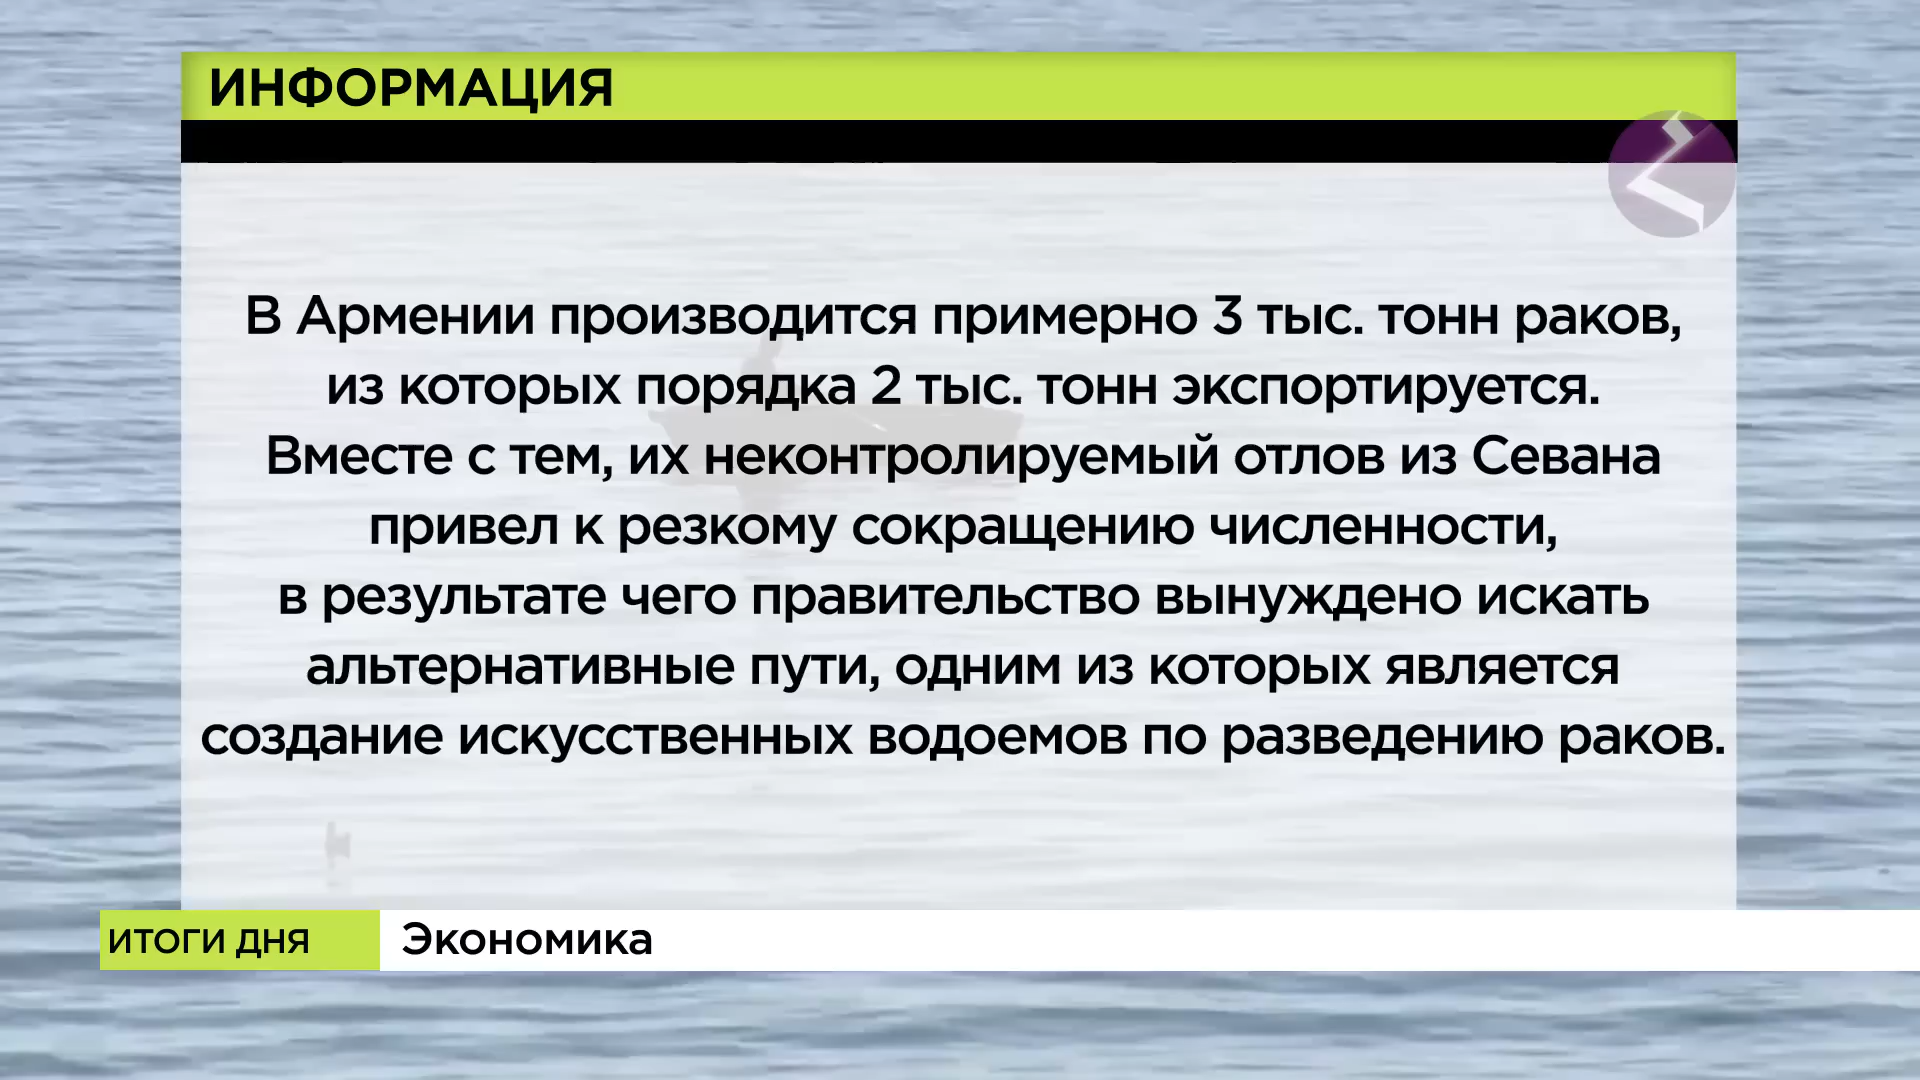 ИНФОРМАЦИЯ
В Армении производится примерно 3 тыс. тонн раков,
из которых порядка 2 тыс. тонн экспортируется.
Вместе с тем, их неконтролируемый отлов из Севана
привел к резкому сокращению численности,
в результате чего правительство вынуждено искать
альтернативные пути, одним из которых является
создание искусственных водоемов по разведению раков.
ИТОГИ ДНЯ
Экономика